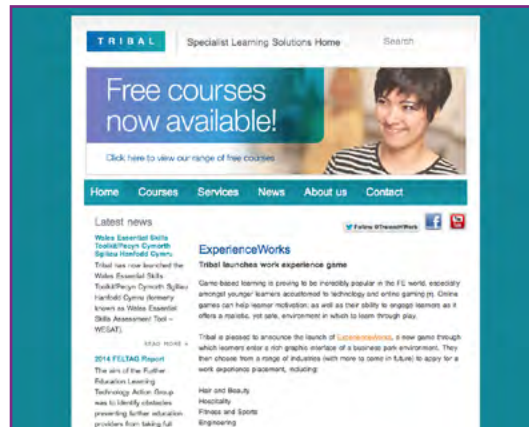 TRIBAL
Specialist Learning Solutions Home
Search
Free courses
now available!
Click here to view our range of free courses
Home Courses Services News About us Contact
Latest news
Wales Essential Skills
Toolkit/Pecyn Cymorth
Sgiliau Hanfodol Cymru
Tribal has now launched the
Wales Essential Skills
Toolkit/Pecyn Cymorth Sgiliau
Hanfodol Cymru (formerly
known as Wales Essential
Skills Assessment Tool –
WESAT).
READ MORE
2014 FELTAG Report
The aim of the Further
Education Learning
Technology Action Group
was to identify obstacles
preventing further education
providers from taking full
Follow
You
ExperienceWorks
Tribal launches work experience game
Game-based learning is proving to be incredibly popular in the FE world, especially
amongst younger learners accustomed to technology and online gaming. Online
games can help learner motivation, as well as their ability to engage learners as it
offers a realistic, yet safe, environment in which to learn through play.
Tribal is pleased to announce the launch of ExperienceWorks, a new game through
which learners enter a rich graphic interface of a business park environment. They
then choose from a range of industries (with more to come in future) to apply for a
work experience placement, including:
Hair and Beauty
Hospitality
Fitness and Sports
Engineering